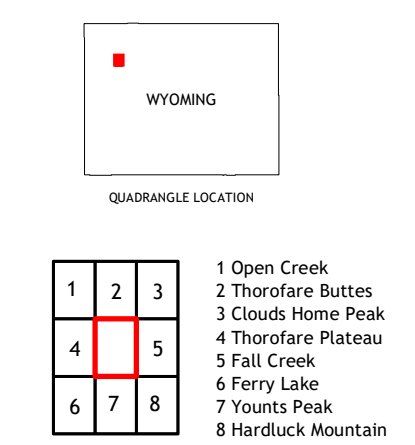 WYOMING
QUADRANGLE LOCATION
1 2 3
4 5
6 7 8
1 Open Creek
2 Thorofare Buttes
3 Clouds Home Peak
4 Thorofare Plateau
5 Fall Creek
6 Ferry Lake
7 Younts Peak
8 Hardluck Mountain